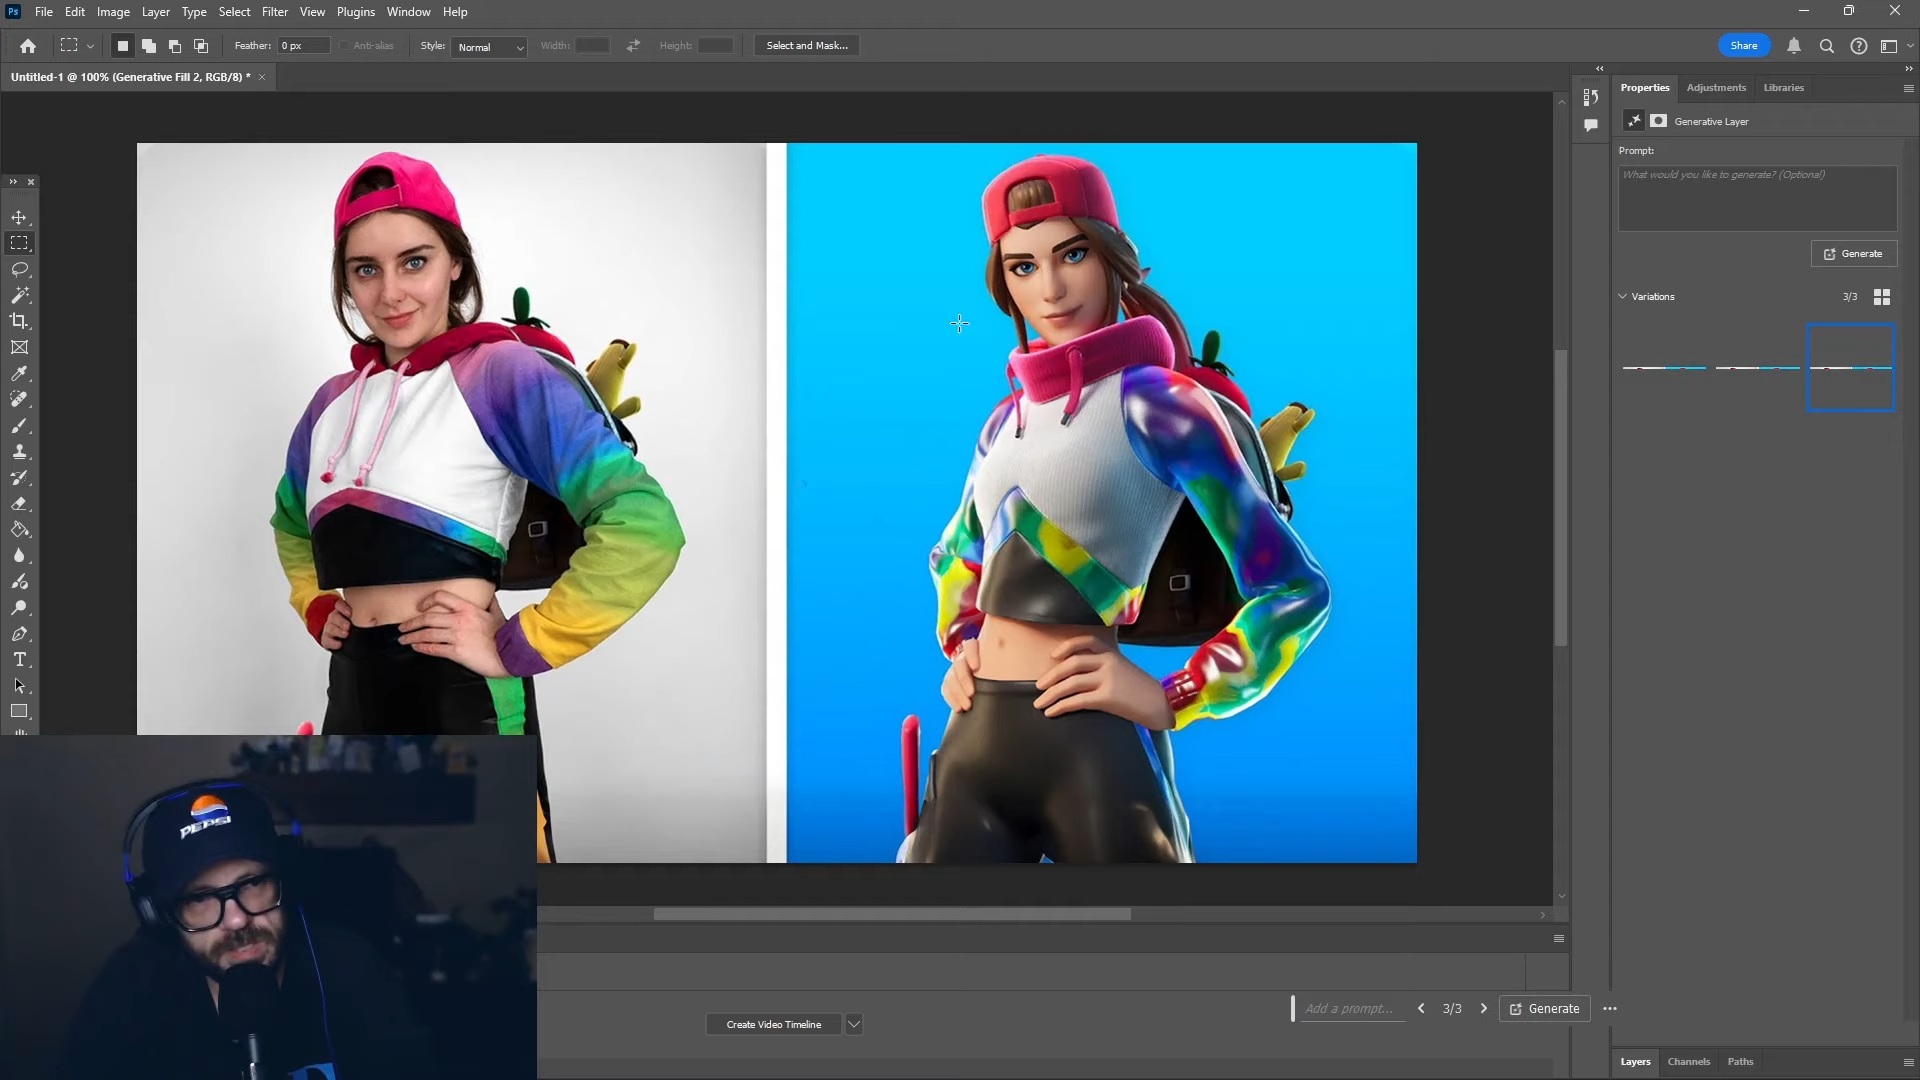 Ps File Edit Image Layer Type Select Filter View Plugins Window Help
Feather: 0 px Anti-alias Style: Normal Width: Height: Select and Mask... Share
Untitled-1 @ 100% (Generative Fill 2, RGB/8) *
Properties Adjustments Libraries
Generative Layer
Prompt:
What would you like to generate? (Optional)
Generate
Variations 3/3
T
PEPSI
Add a prompt... 3/3 Generate
Create Video Timeline
Layers Channels Paths